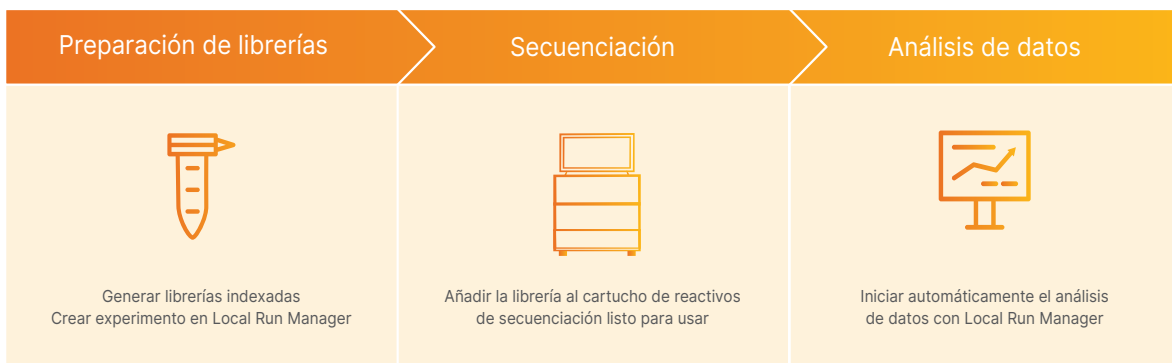 Preparación de librerías
Secuenciación
Análisis de datos
Generar librerías indexadas
Crear experimento en Local Run Manager
Añadir la librería al cartucho de reactivos
de secuenciación listo para usar
Iniciar automáticamente el análisis
de datos con Local Run Manager